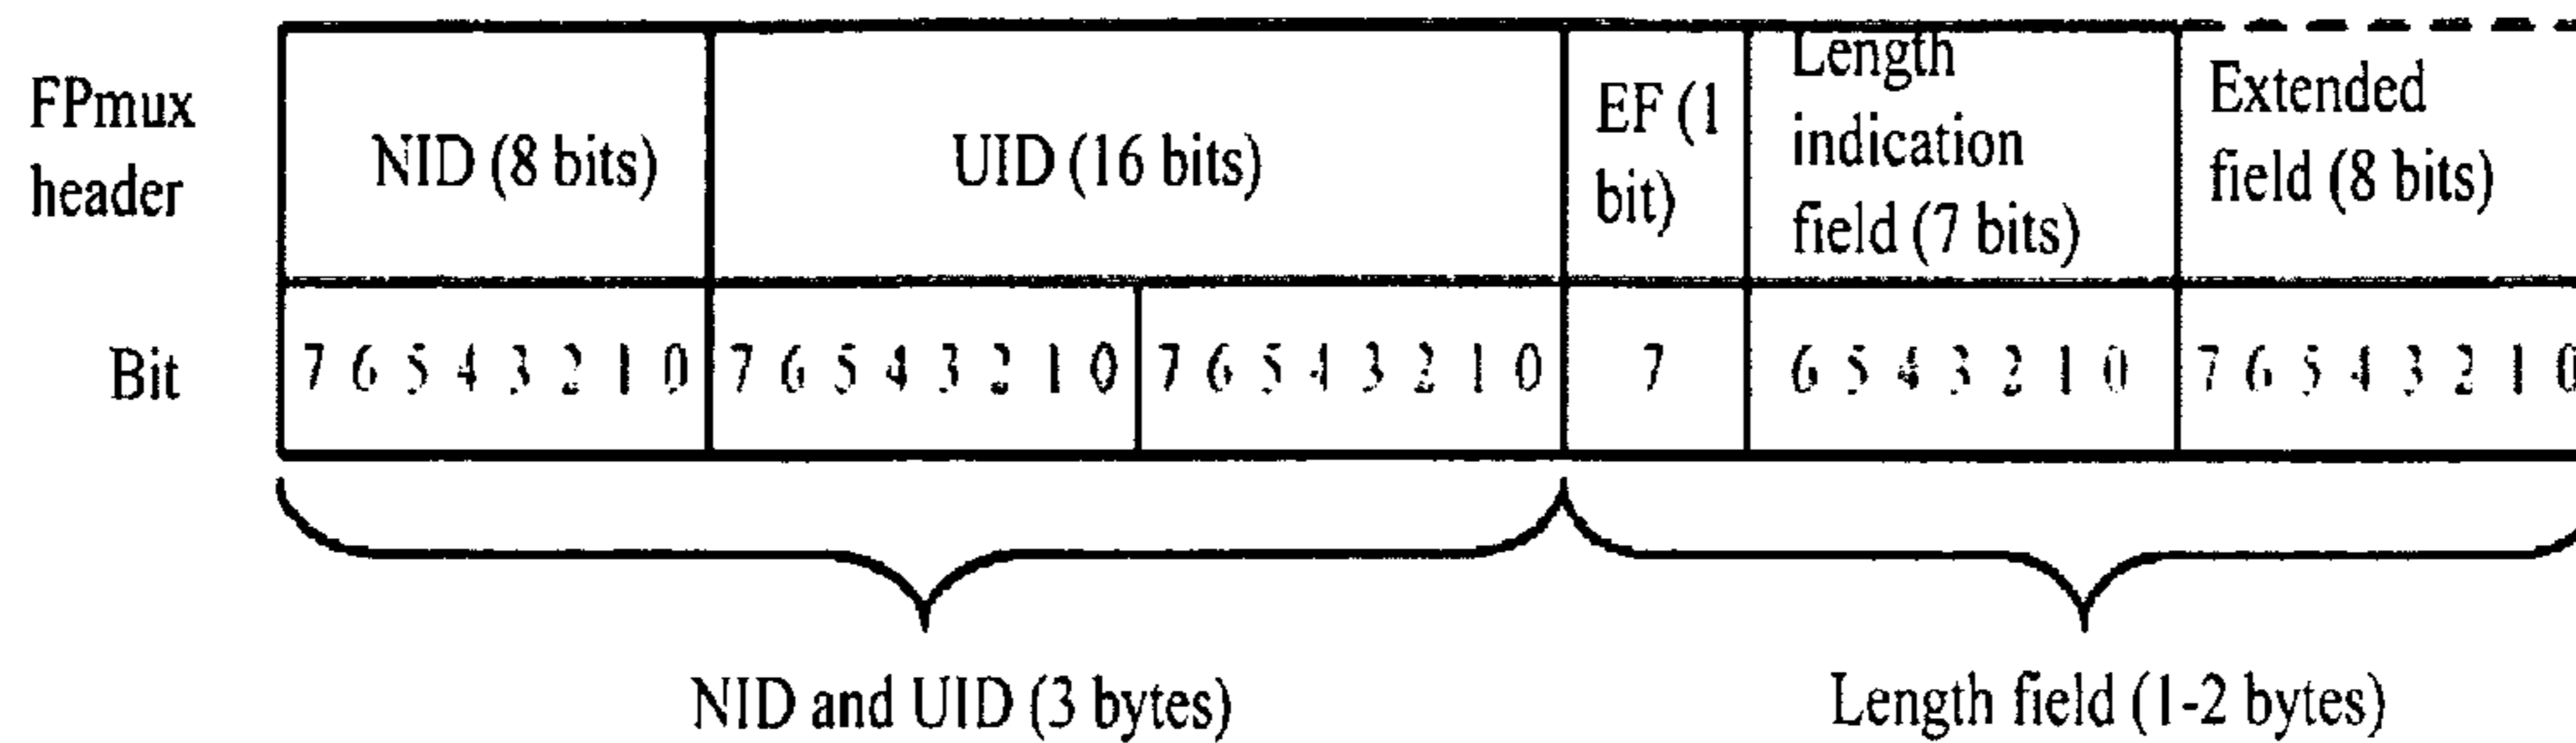 FPmux
header
NID (8 bits)
UID (16 bits)
EF (1
bit)
Length
indication
field (7 bits)
Extended
field (8 bits)
Bit
7 6 5 4 3 2 1 0
7 6 5 4 3 2 1 0
7 6 5 4 3 2 1 0
7
6 5 4 3 2 1 0
7 6 5 4 3 2 1 0
NID and UID (3 bytes)
Length field (1-2 bytes)